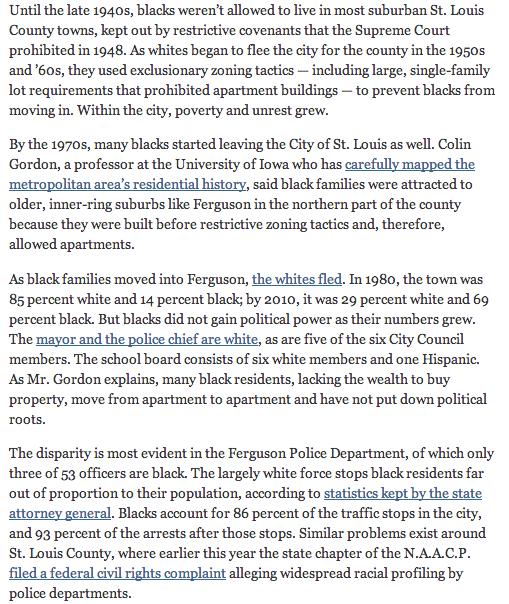 Until the late 1940s, blacks weren’t allowed to live in most suburban St. Louis
County towns, kept out by restrictive covenants that the Supreme Court
prohibited in 1948. As whites began to flee the city for the county in the 1950s
and ’60s, they used exclusionary zoning tactics — including large, single-family
lot requirements that prohibited apartment buildings — to prevent blacks from
moving in. Within the city, poverty and unrest grew.
By the 1970s, many blacks started leaving the City of St. Louis as well. Colin
Gordon, a professor at the University of Iowa who has carefully mapped the
metropolitan area’s residential history, said black families were attracted to
older, inner-ring suburbs like Ferguson in the northern part of the county
because they were built before restrictive zoning tactics and, therefore,
allowed apartments.
As black families moved into Ferguson, the whites fled. In 1980, the town was
85 percent white and 14 percent black; by 2010, it was 29 percent white and 69
percent black. But blacks did not gain political power as their numbers grew.
The mayor and the police chief are white, as are five of the six City Council
members. The school board consists of six white members and one Hispanic.
As Mr. Gordon explains, many black residents, lacking the wealth to buy
property, move from apartment to apartment and have not put down political
roots.
The disparity is most evident in the Ferguson Police Department, of which only
three of 53 officers are black. The largely white force stops black residents far
out of proportion to their population, according to statistics kept by the state
attorney general. Blacks account for 86 percent of the traffic stops in the city,
and 93 percent of the arrests after those stops. Similar problems exist around
St. Louis County, where earlier this year the state chapter of the N.A.A.C.P.
filed a federal civil rights complaint alleging widespread racial profiling by
police departments.